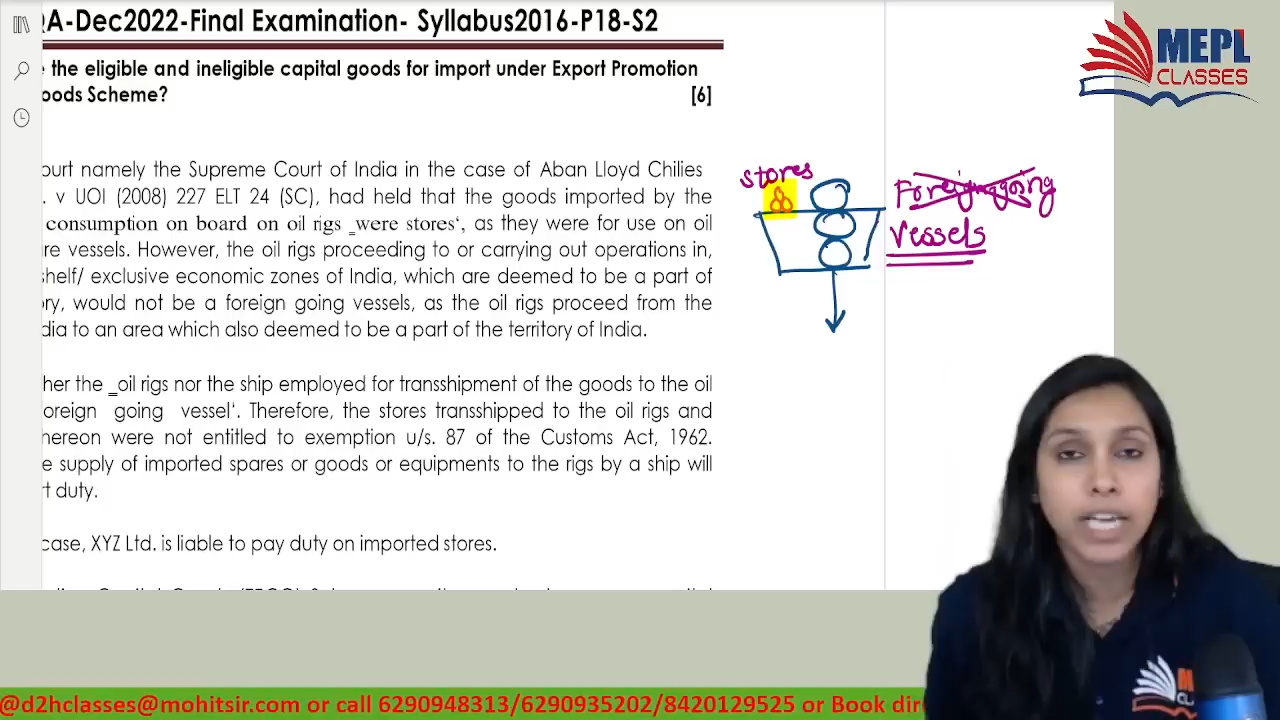 QA-Dec2022-Final Examination- Syllabus2016-P18-S2
e the eligible and ineligible capital goods for import under Export Promotion
oods Scheme? [6]
ourt namely the Supreme Court of India in the case of Aban Lloyd Chilies
. v UOI (2008) 227 ELT 24 (SC), had held that the goods imported by the
consumption on board on oil rigs ‗were stores‘, as they were for use on oil
re vessels. However, the oil rigs proceeding to or carrying out operations in,
shelf/ exclusive economic zones of India, which are deemed to be a part of
ory, would not be a foreign going vessels, as the oil rigs proceed from the
dia to an area which also deemed to be a part of the territory of India.
her the ‗oil rigs nor the ship employed for transshipment of the goods to the oil
oreign going vessel‘. Therefore, the stores transshipped to the oil rigs and
hereon were not entitled to exemption u/s. 87 of the Customs Act, 1962.
e supply of imported spares or goods or equipments to the rigs by a ship will
rt duty.
case, XYZ Ltd. is liable to pay duty on imported stores.
stores
Foreign going
Vessels
MEPL
CLASSES
@d2hclasses@mohitsir.com or call 6290948313/6290935202/8420129525 or Book dir